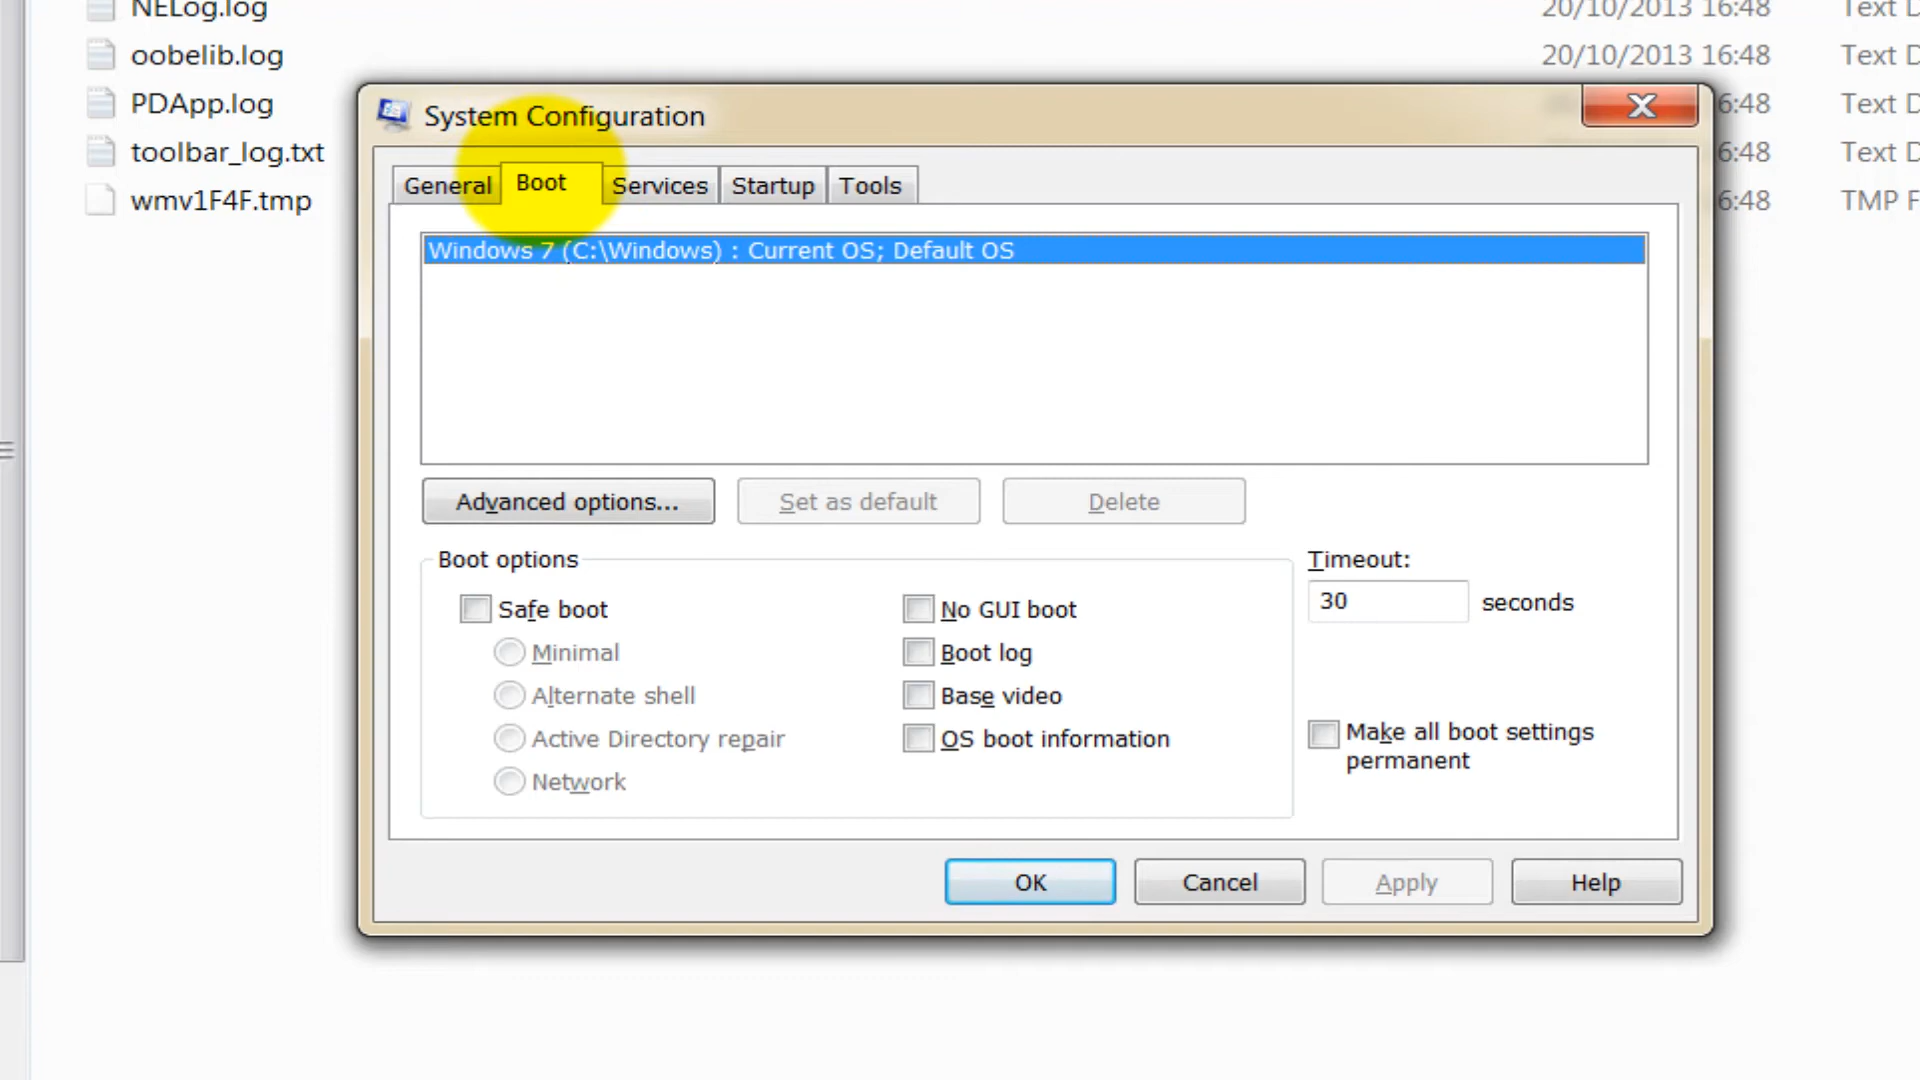 NELog.log 20/10/2013 16:48 Text D
oobelib.log 20/10/2013 16:48 Text D
PDApp.log 6:48 Text D
toolbar_log.txt 6:48 Text D
wmv1F4F.tmp 6:48 TMP F
System Configuration
General Boot Services Startup Tools
Windows 7 (C:\Windows) : Current OS; Default OS
Advanced options... Set as default Delete
Boot options Timeout:
Safe boot No GUI boot 30 seconds
Minimal Boot log
Alternate shell Base video
Active Directory repair OS boot information Make all boot settings
permanent
Network
OK Cancel Apply Help